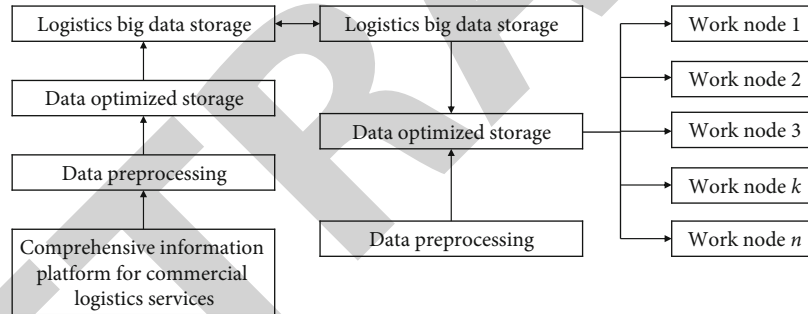 Logistics big data storage
Data optimized storage
Data preprocessing
Comprehensive information
platform for commercial
logistics services
Logistics big data storage
Data optimized storage
Data preprocessing
Work node 1
Work node 2
Work node 3
Work node k
Work node n